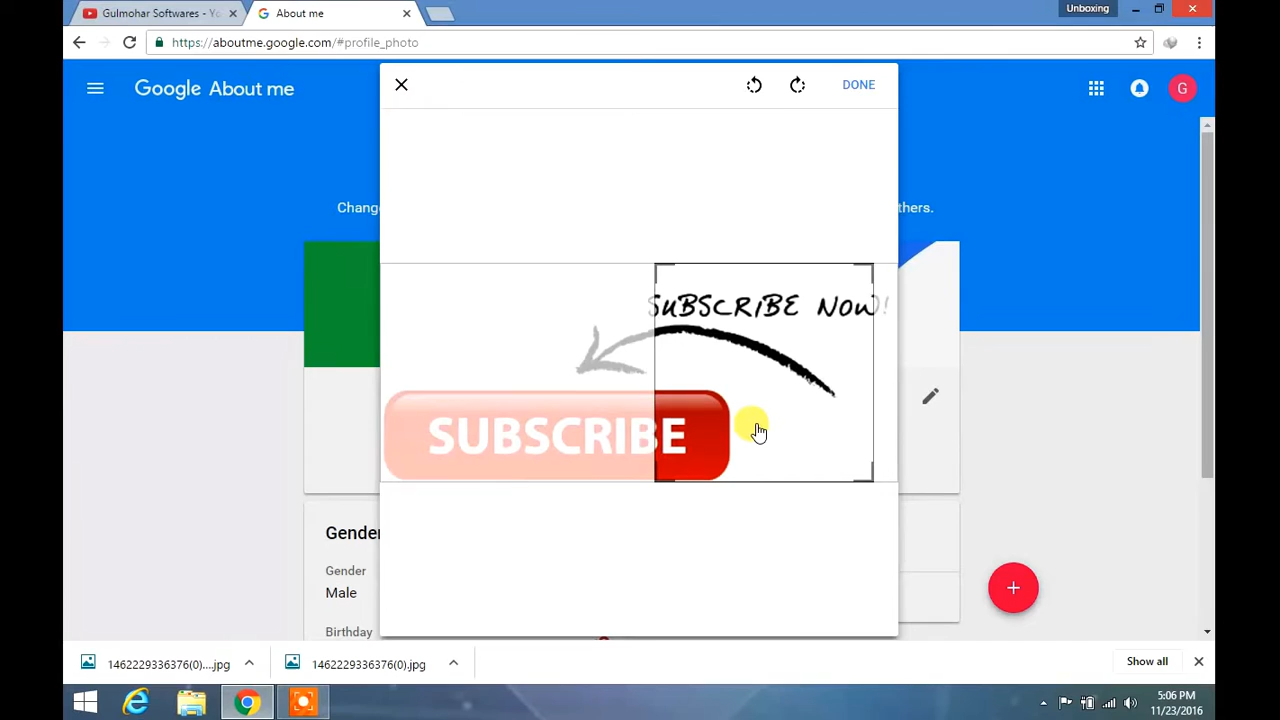 Gulmohar Softwares - Yo
About me
Unboxing
https://aboutme.google.com/#profile_photo
Google About me
G
DONE
Change
thers.
SUBSCRIBE NOW!
SUBSCRIBE
Gender
Gender
Male
Birthday
1462229336376(0)....jpg
1462229336376(0).jpg
Show all
5:06 PM
11/23/2016